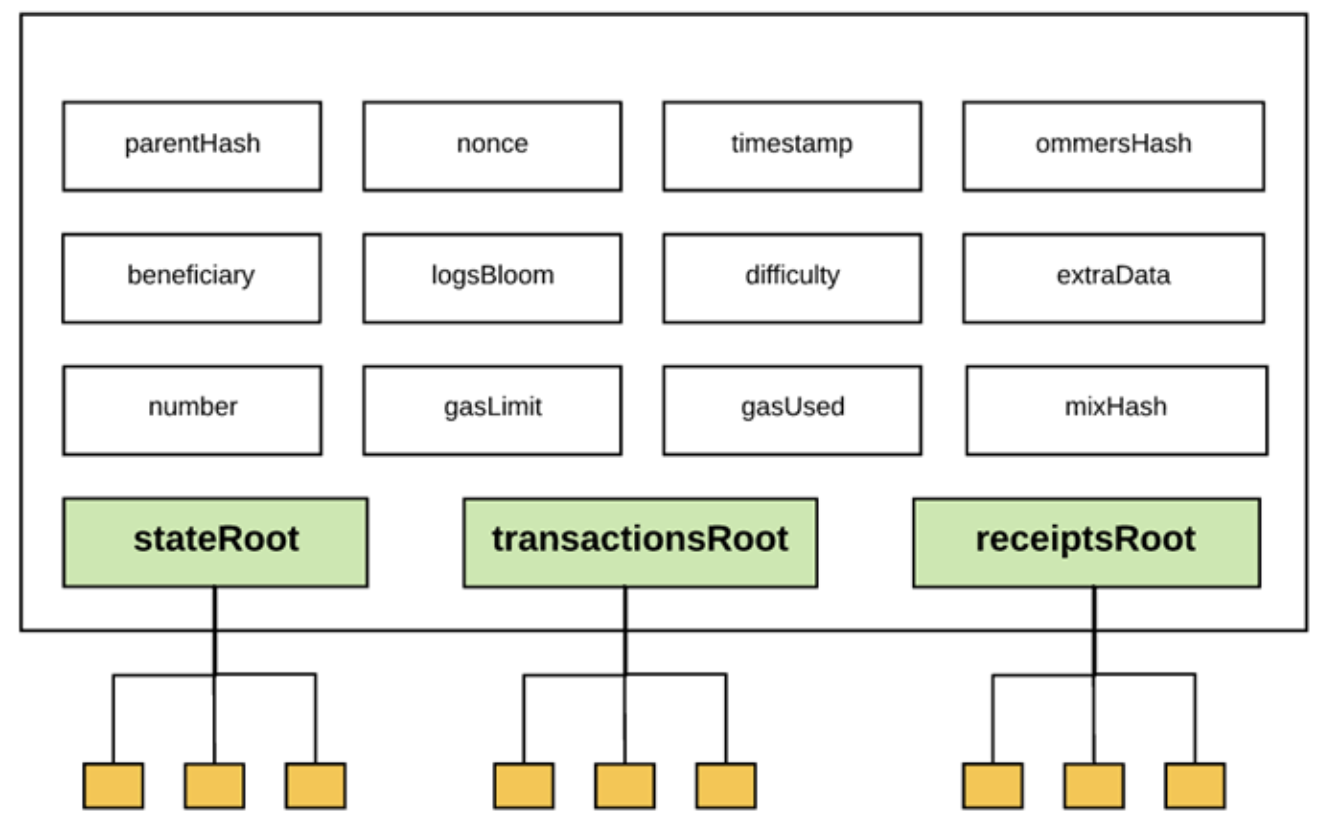 parentHash
nonce
timestamp
ommersHash
beneficiary
logsBloom
difficulty
extraData
number
gasLimit
gasUsed
mixHash
stateRoot
transactionsRoot
receiptsRoot